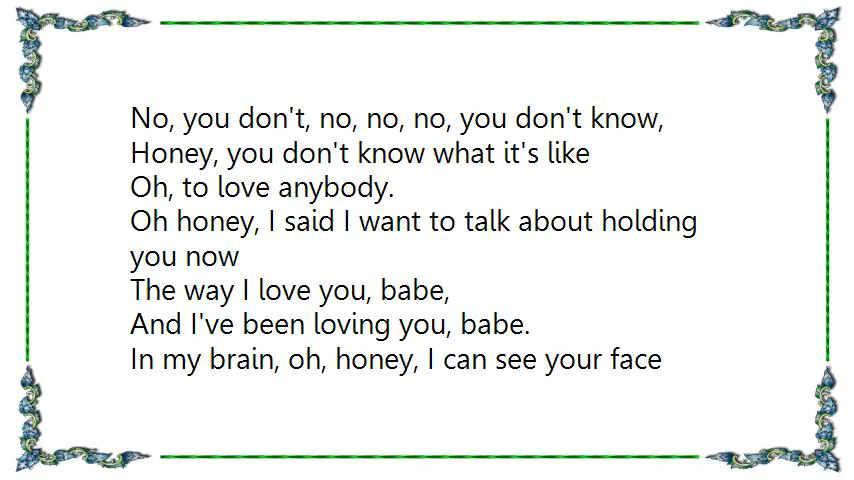 No, you don't, no, no, no, you don't know,
Honey, you don't know what it's like
Oh, to love anybody.
Oh honey, I said I want to talk about holding
you now
The way I love you, babe,
And I've been loving you, babe.
In my brain, oh, honey, I can see your face